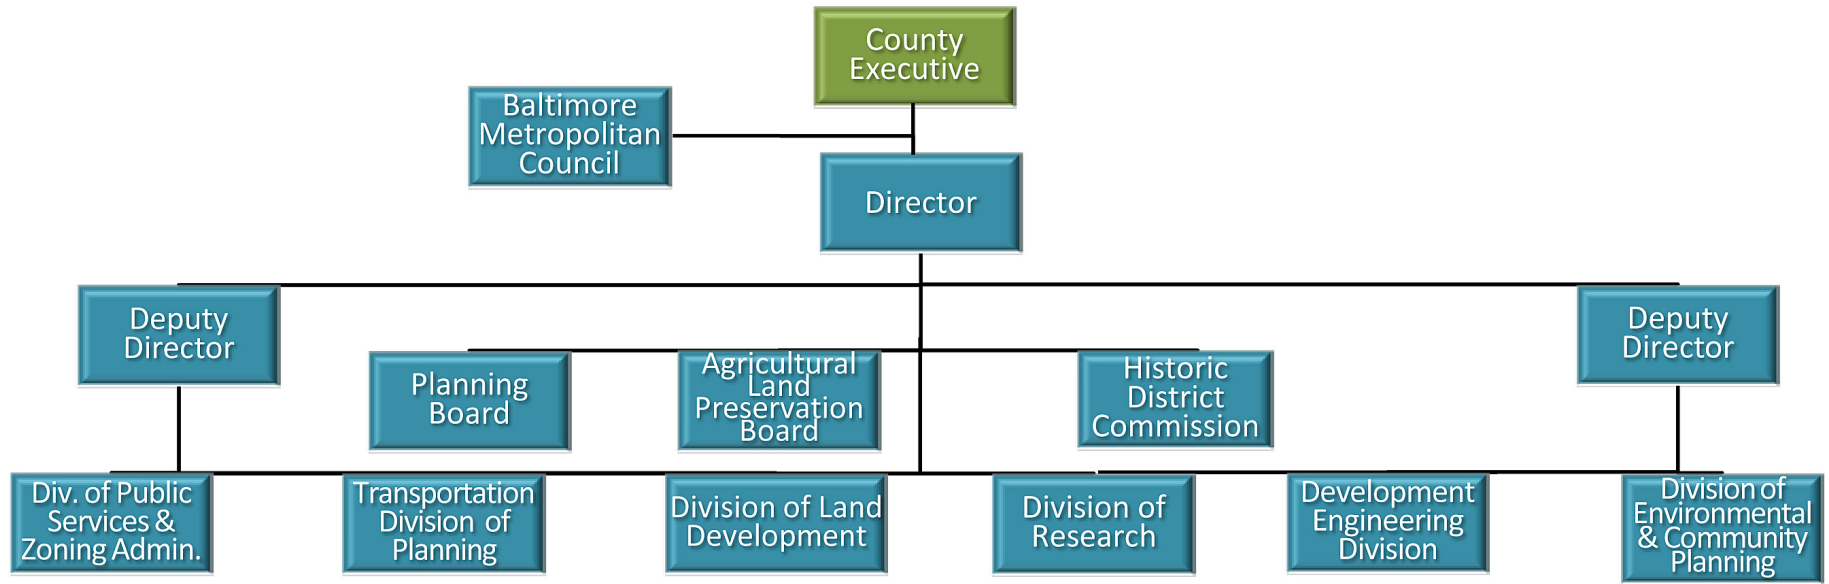 County
Executive
Baltimore
Metropolitan
Council
Director
Deputy
Director
Deputy
Director
Planning
Board
Agricultural
Land
Preservation
Board
Historic
District
Commission
Div. of Public
Services &
Zoning Admin.
Transportation
Division of
Planning
Division of Land
Development
Division of
Research
Development
Engineering
Division
Division of
Environmental
& Community
Planning